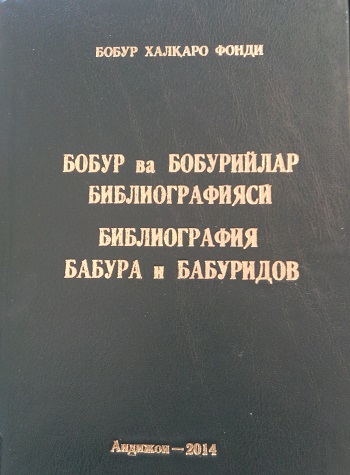 БОБУР ХАЛҚАРО ФОНДИ
БОБУР ва БОБУРИЙЛАР
БИБЛИОГРАФИЯСИ
БИБЛИОГРАФИЯ
БАБУРА и БАБУРИДОВ
Андижон — 2014